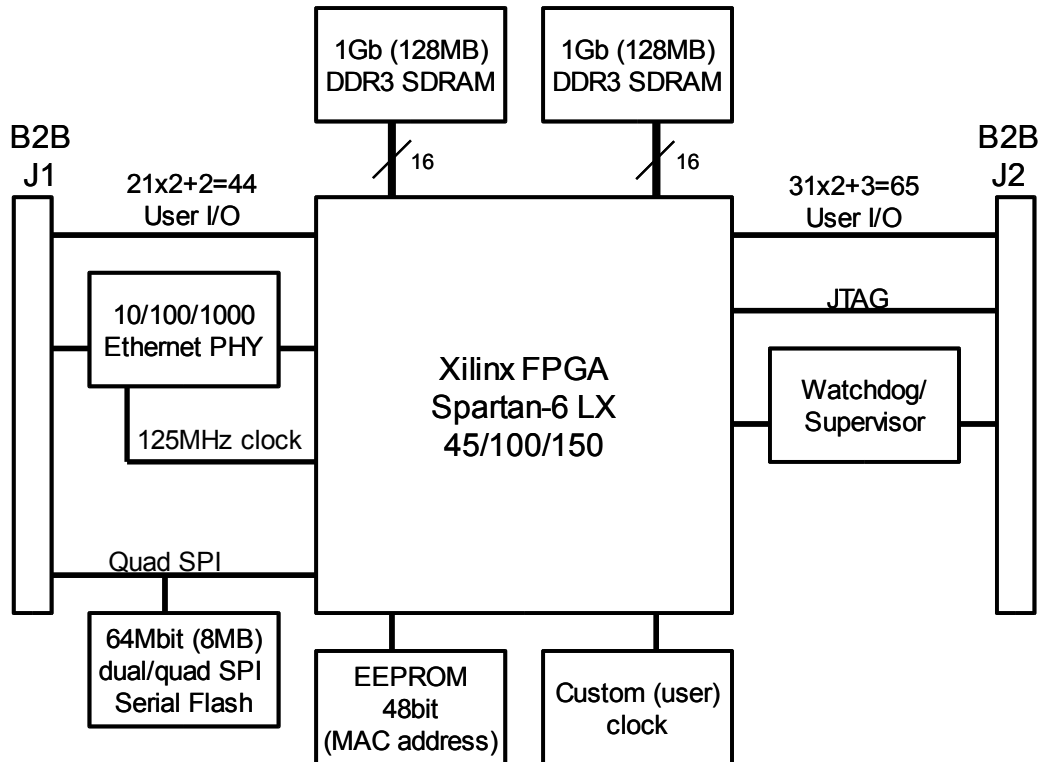 1Gb (128MB)
DDR3 SDRAM
1Gb (128MB)
DDR3 SDRAM
16
16
B2B
J1
B2B
J2
21x2+2=44
User I/O
31x2+3=65
User I/O
JTAG
10/100/1000
Ethernet PHY
125MHz clock
Xilinx FPGA
Spartan-6 LX
45/100/150
Watchdog/
Supervisor
Quad SPI
64Mbit (8MB)
dual/quad SPI
Serial Flash
EEPROM
48bit
(MAC address)
Custom (user)
clock